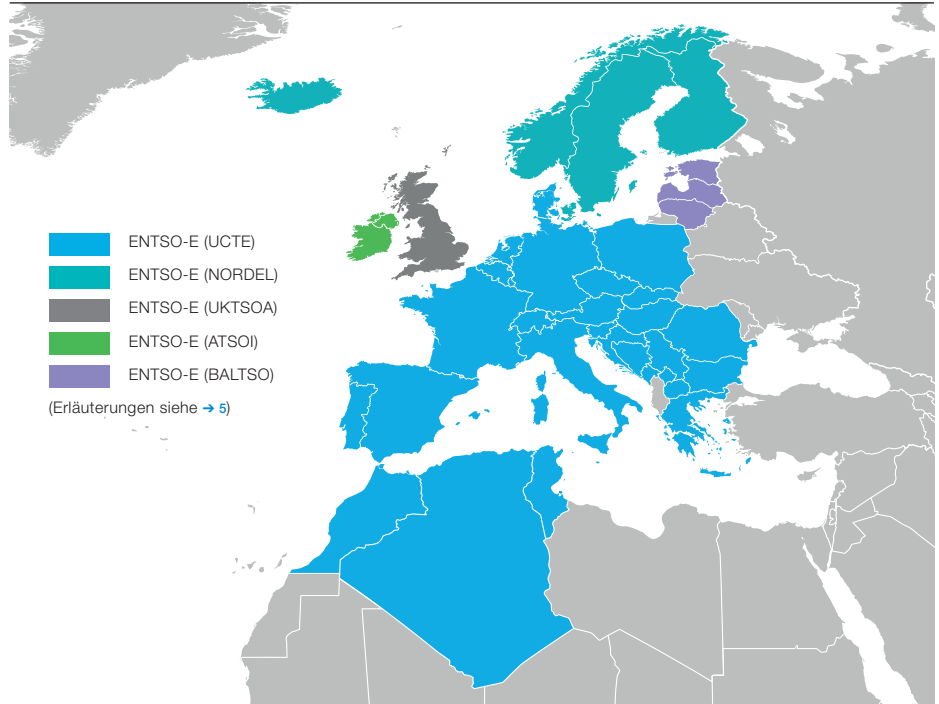 ENTSO-E (UCTE)
ENTSO-E (NORDEL)
ENTSO-E (UKTSOA)
ENTSO-E (ATSOI)
ENTSO-E (BALTSO)
(Erläuterungen siehe ➔ 5)